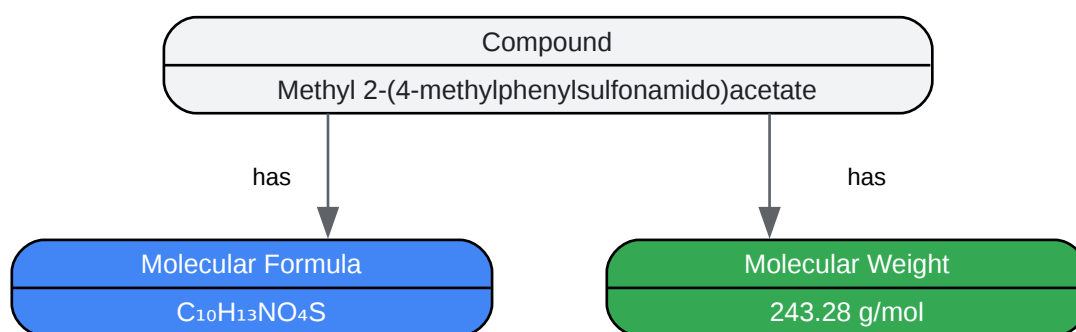 Compound
Methyl 2-(4-methylphenylsulfonamido)acetate
has
has
Molecular Formula
C₁₀H₁₃NO₄S
Molecular Weight
243.28 g/mol